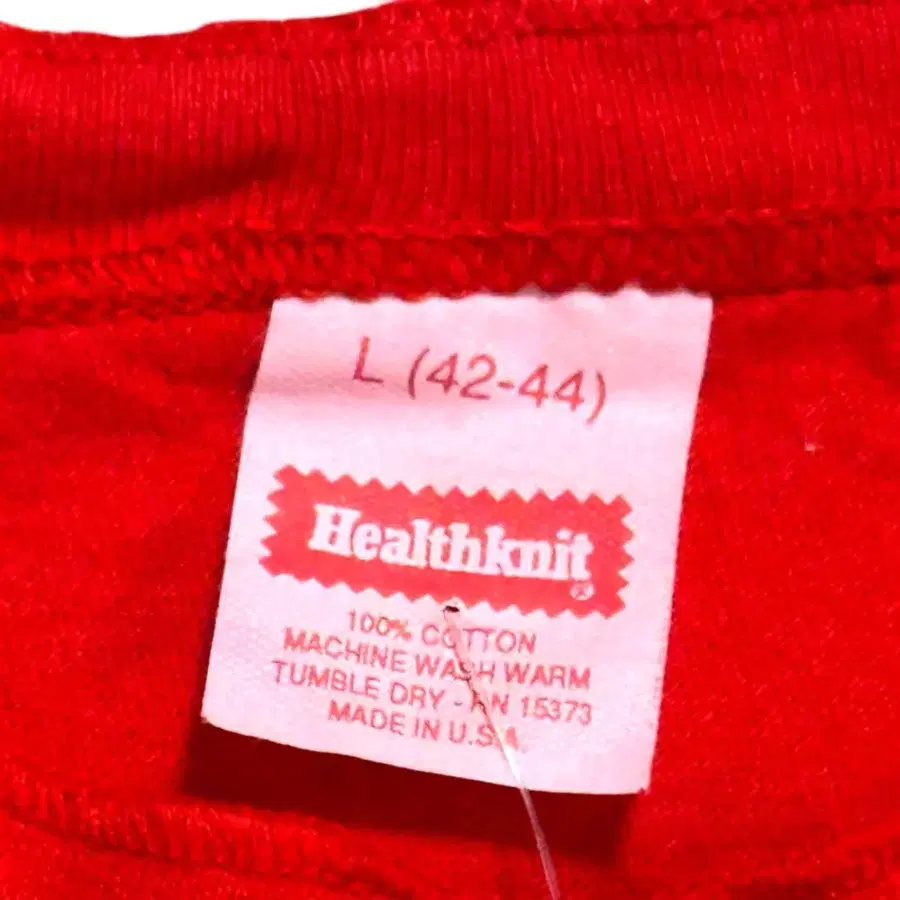 L (42-44)
Healthknit®
100% COTTON
MACHINE WASH WARM
TUMBLE DRY - RN 15373
MADE IN U.S.A.